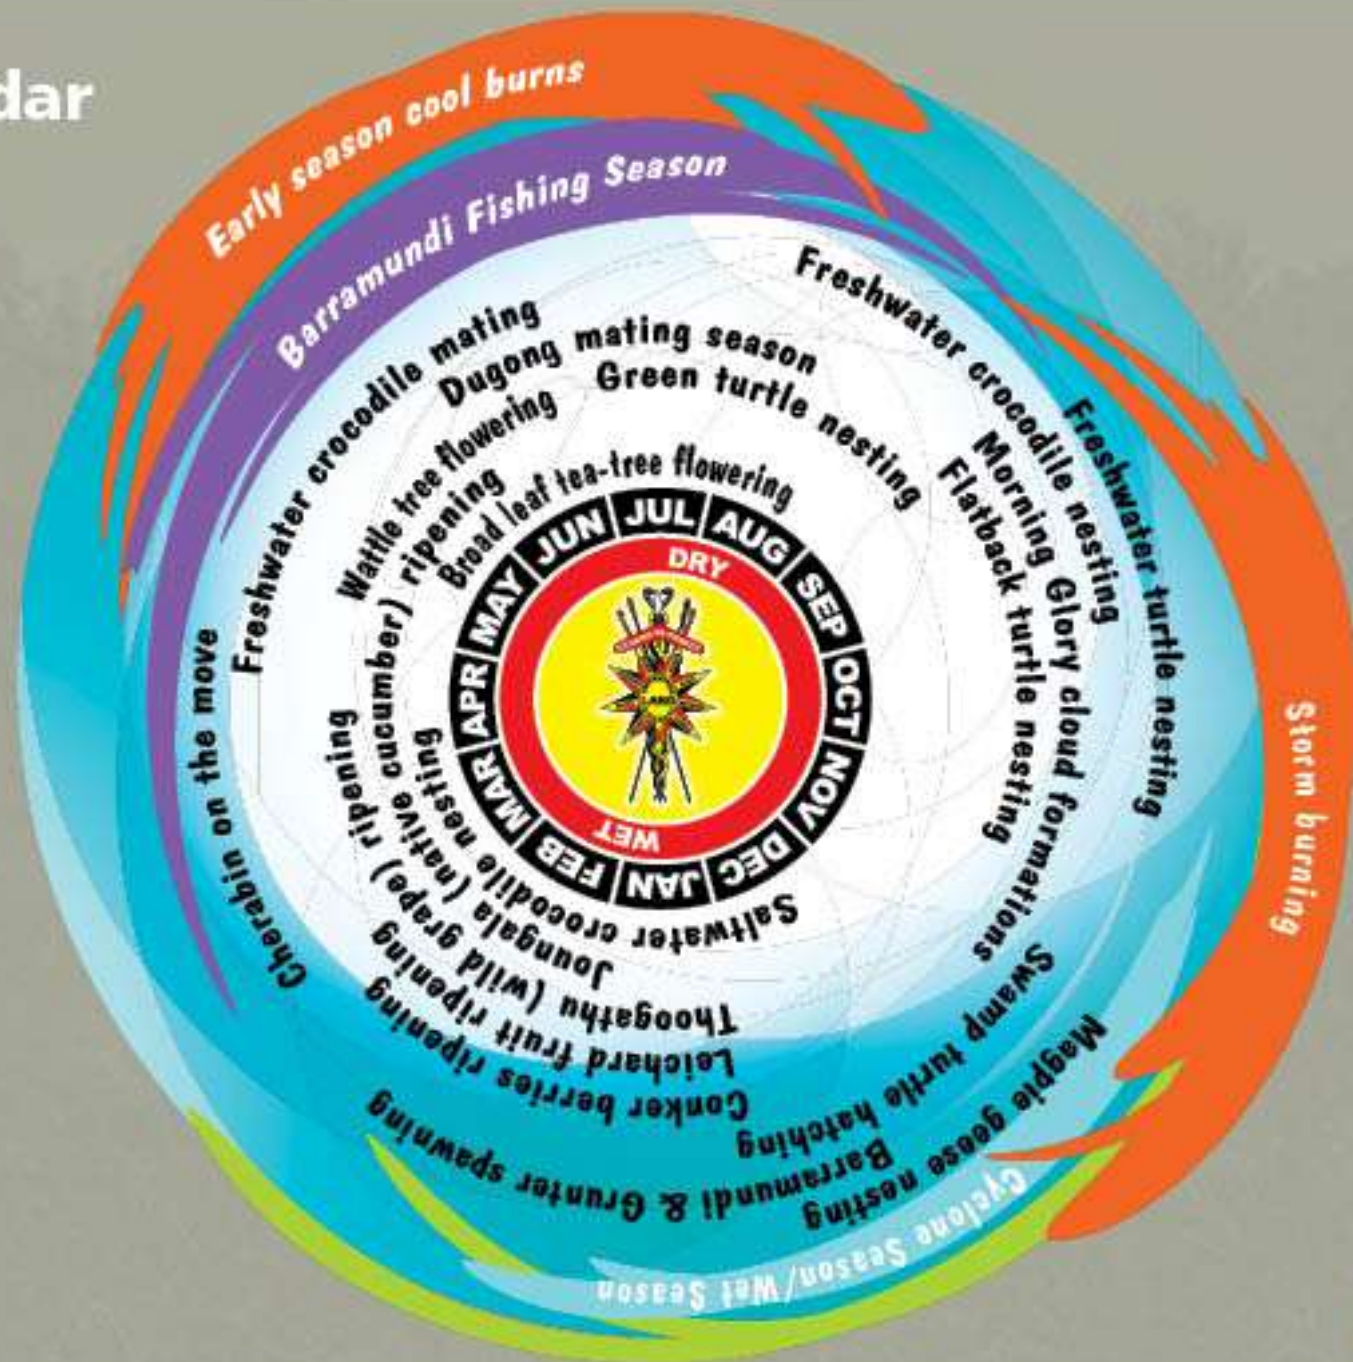 dar
Early season cool burns
Barramundi Fishing Season
Freshwater crocodile mating
Dugong mating season
Green turtle nesting
Wattle tree flowering
Broad leaf tea-tree flowering
Freshwater crocodile nesting
Freshwater turtle nesting
Morning Glory cloud formations
Flatback turtle nesting
Storm burning
Swamp turtle hatching
Magpie geese nesting
Cyclone Season/Wet Season
Barramundi & Grunter spawning
Conker berries ripening
Leichard fruit ripening
Thoogathu (wild grape) ripening
Joungala (native cucumber) ripening
Saltwater crocodile nesting
Cherabin on the move
JAN
FEB
MAR
APR
MAY
JUN
JUL
AUG
SEP
OCT
NOV
DEC
DRY
WET